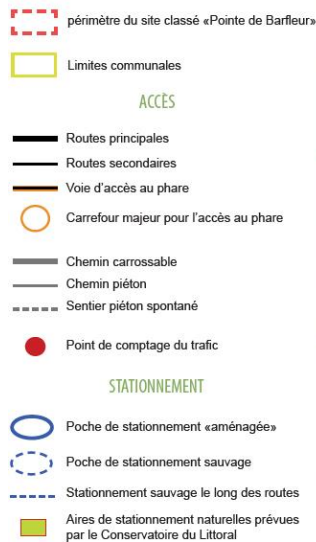 périmètre du site classé «Pointe de Barfleur»
Limites communales
ACCÈS
Routes principales
Routes secondaires
Voie d'accès au phare
Carrefour majeur pour l'accès au phare
Chemin carrossable
Chemin piéton
Sentier piéton spontané
Point de comptage du trafic
STATIONNEMENT
Poche de stationnement «aménagée»
Poche de stationnement sauvage
Stationnement sauvage le long des routes
Aires de stationnement naturelles prévues
par le Conservatoire du Littoral